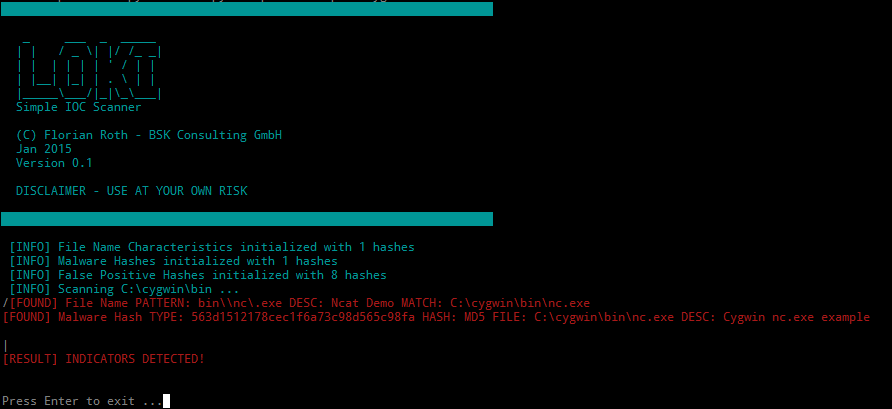 LOKI
Simple IOC Scanner
(C) Florian Roth - BSK Consulting GmbH
Jan 2015
Version 0.1
DISCLAIMER - USE AT YOUR OWN RISK
[INFO] File Name Characteristics initialized with 1 hashes
[INFO] Malware Hashes initialized with 1 hashes
[INFO] False Positive Hashes initialized with 8 hashes
[INFO] Scanning C:\cygwin\bin ...
/[FOUND] File Name PATTERN: bin\\nc\.exe DESC: Ncat Demo MATCH: C:\cygwin\bin\nc.exe
[FOUND] Malware Hash TYPE: 563d1512178cec1f6a73c98d565c98fa HASH: MD5 FILE: C:\cygwin\bin\nc.exe DESC: Cygwin nc.exe example
|
[RESULT] INDICATORS DETECTED!
Press Enter to exit ...